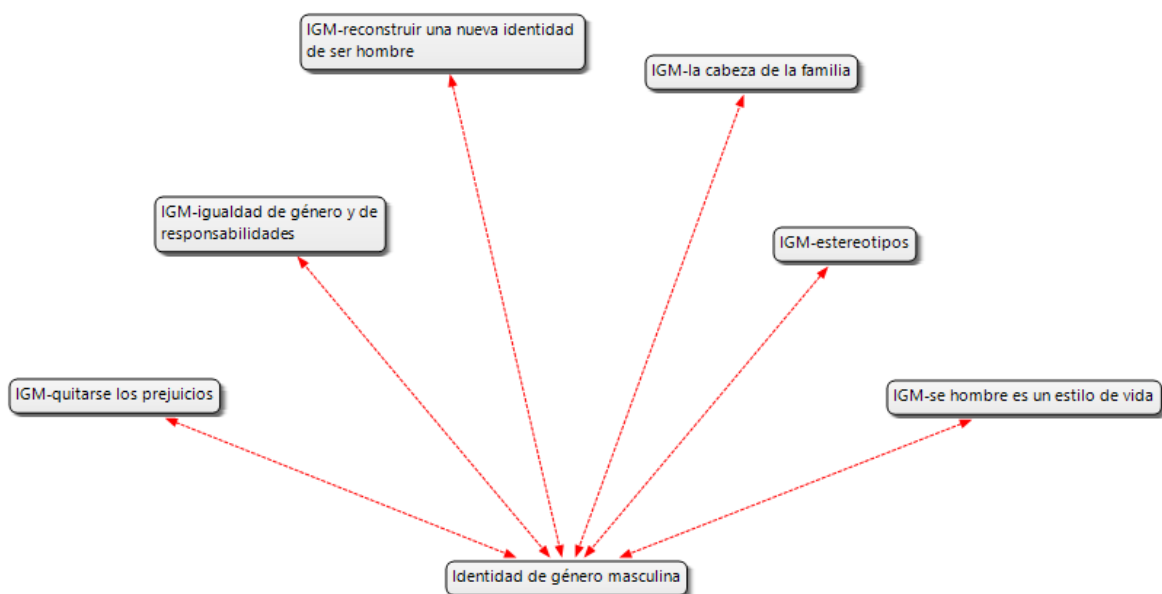 IGM-reconstruir una nueva identidad
de ser hombre
IGM-la cabeza de la familia
IGM-igualdad de género y de
responsabilidades
IGM-estereotipos
IGM-quitarse los prejuicios
IGM-se hombre es un estilo de vida
Identidad de género masculina